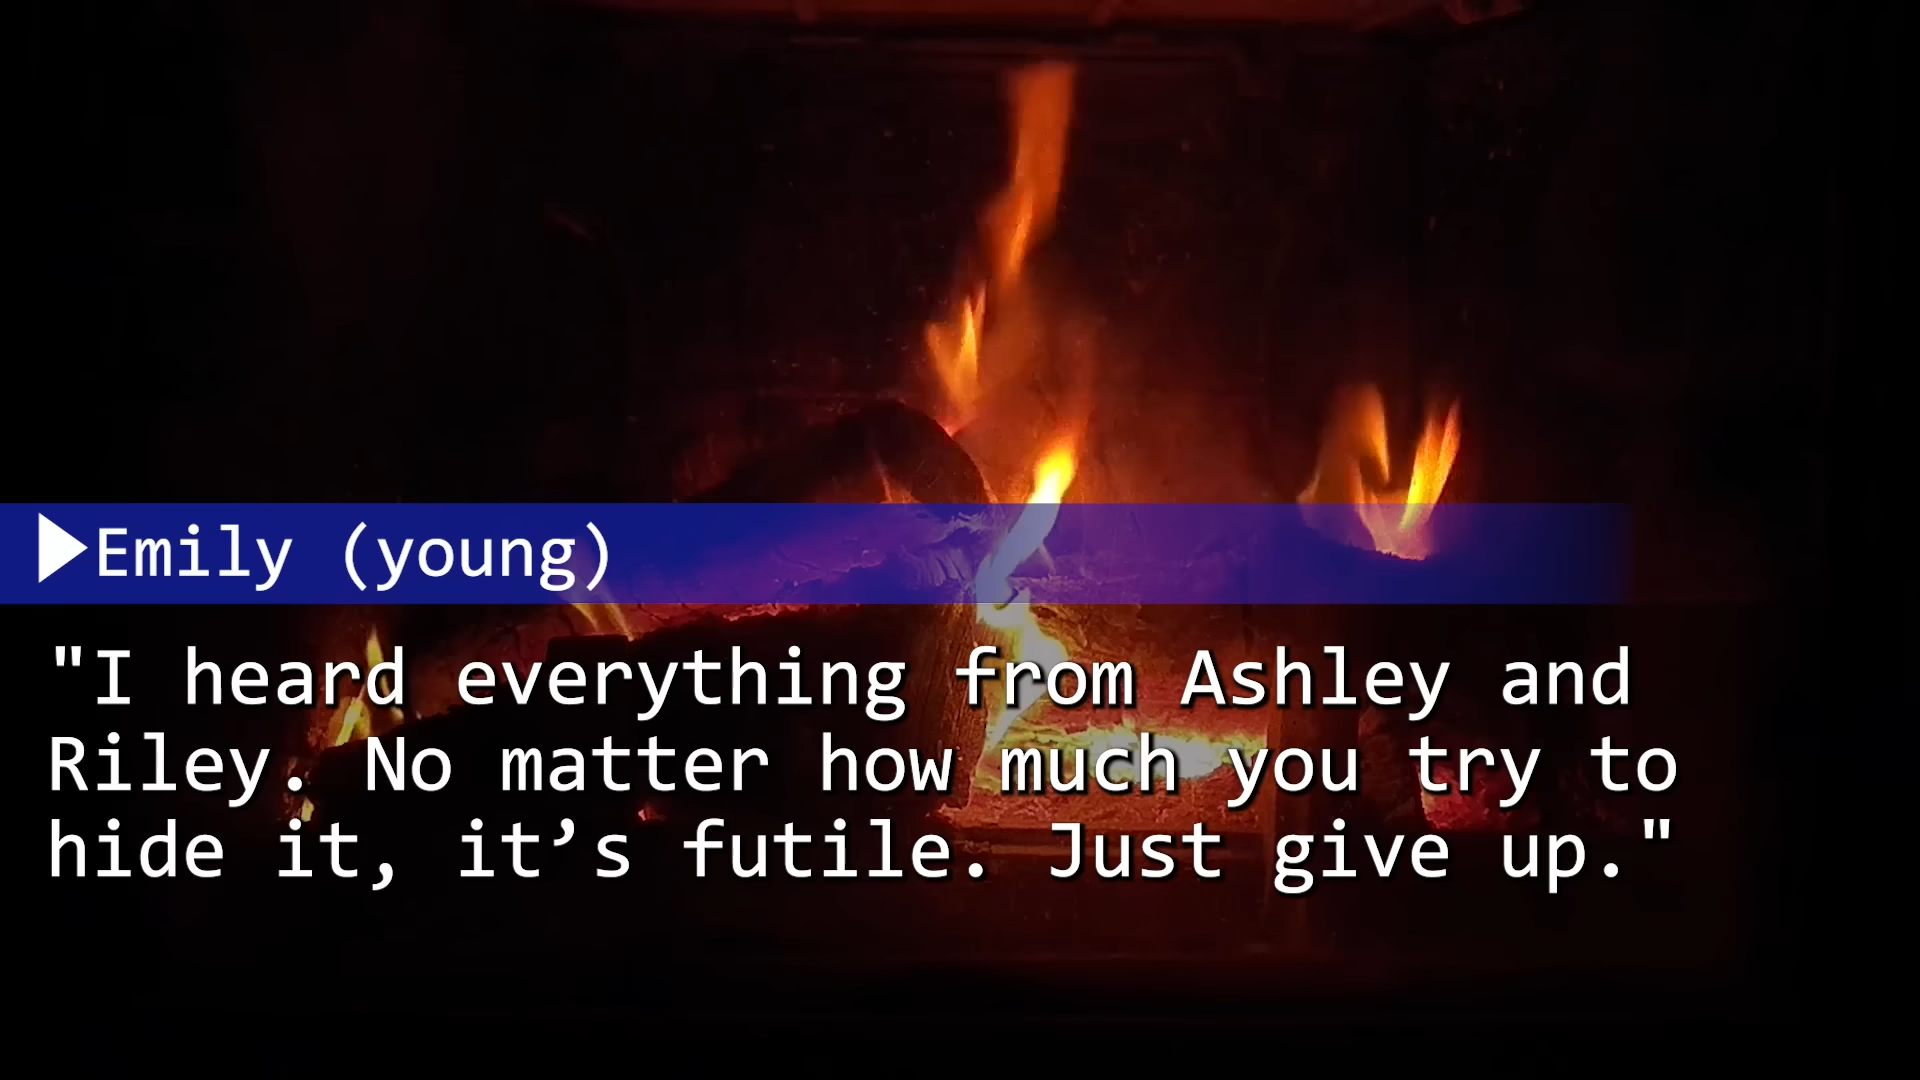 ▶Emily (young)
"I heard everything from Ashley and
Riley. No matter how much you try to
hide it, it’s futile. Just give up."